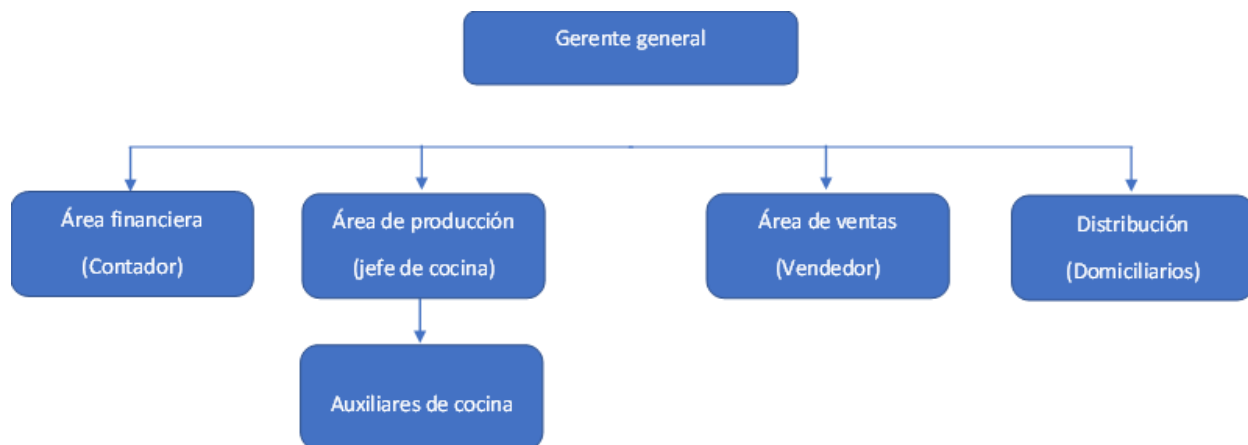 Gerente general
Área financiera
(Contador)
Área de producción
(jefe de cocina)
Área de ventas
(Vendedor)
Distribución
(Domiciliarios)
Auxiliares de cocina